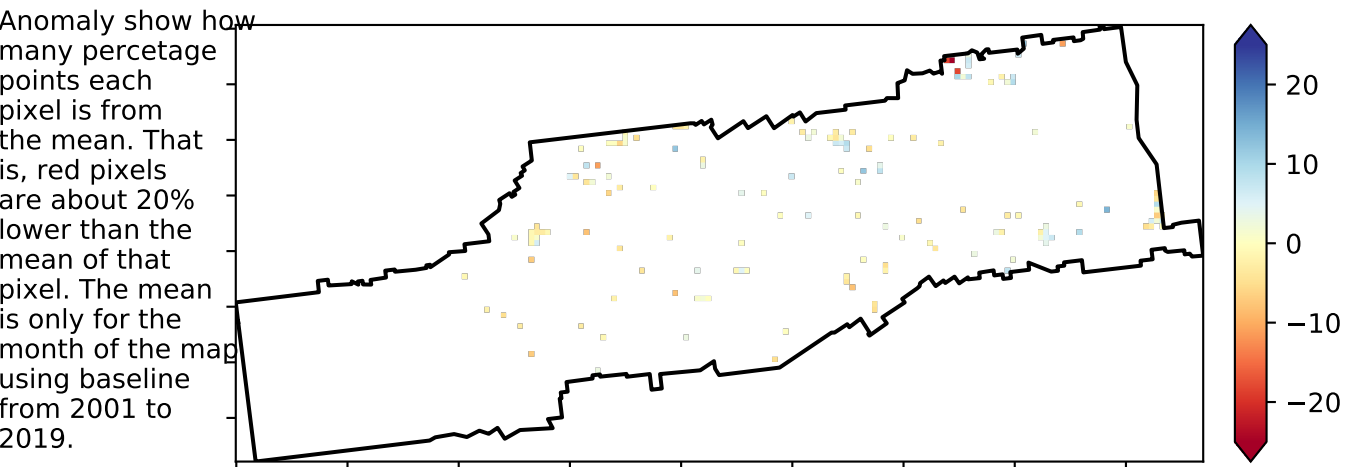 Anomaly show how
many percetage
points each
pixel is from
the mean. That
is, red pixels
are about 20%
lower than the
mean of that
pixel. The mean
is only for the
month of the map
using baseline
from 2001 to
2019.
20
10
0
−10
−20